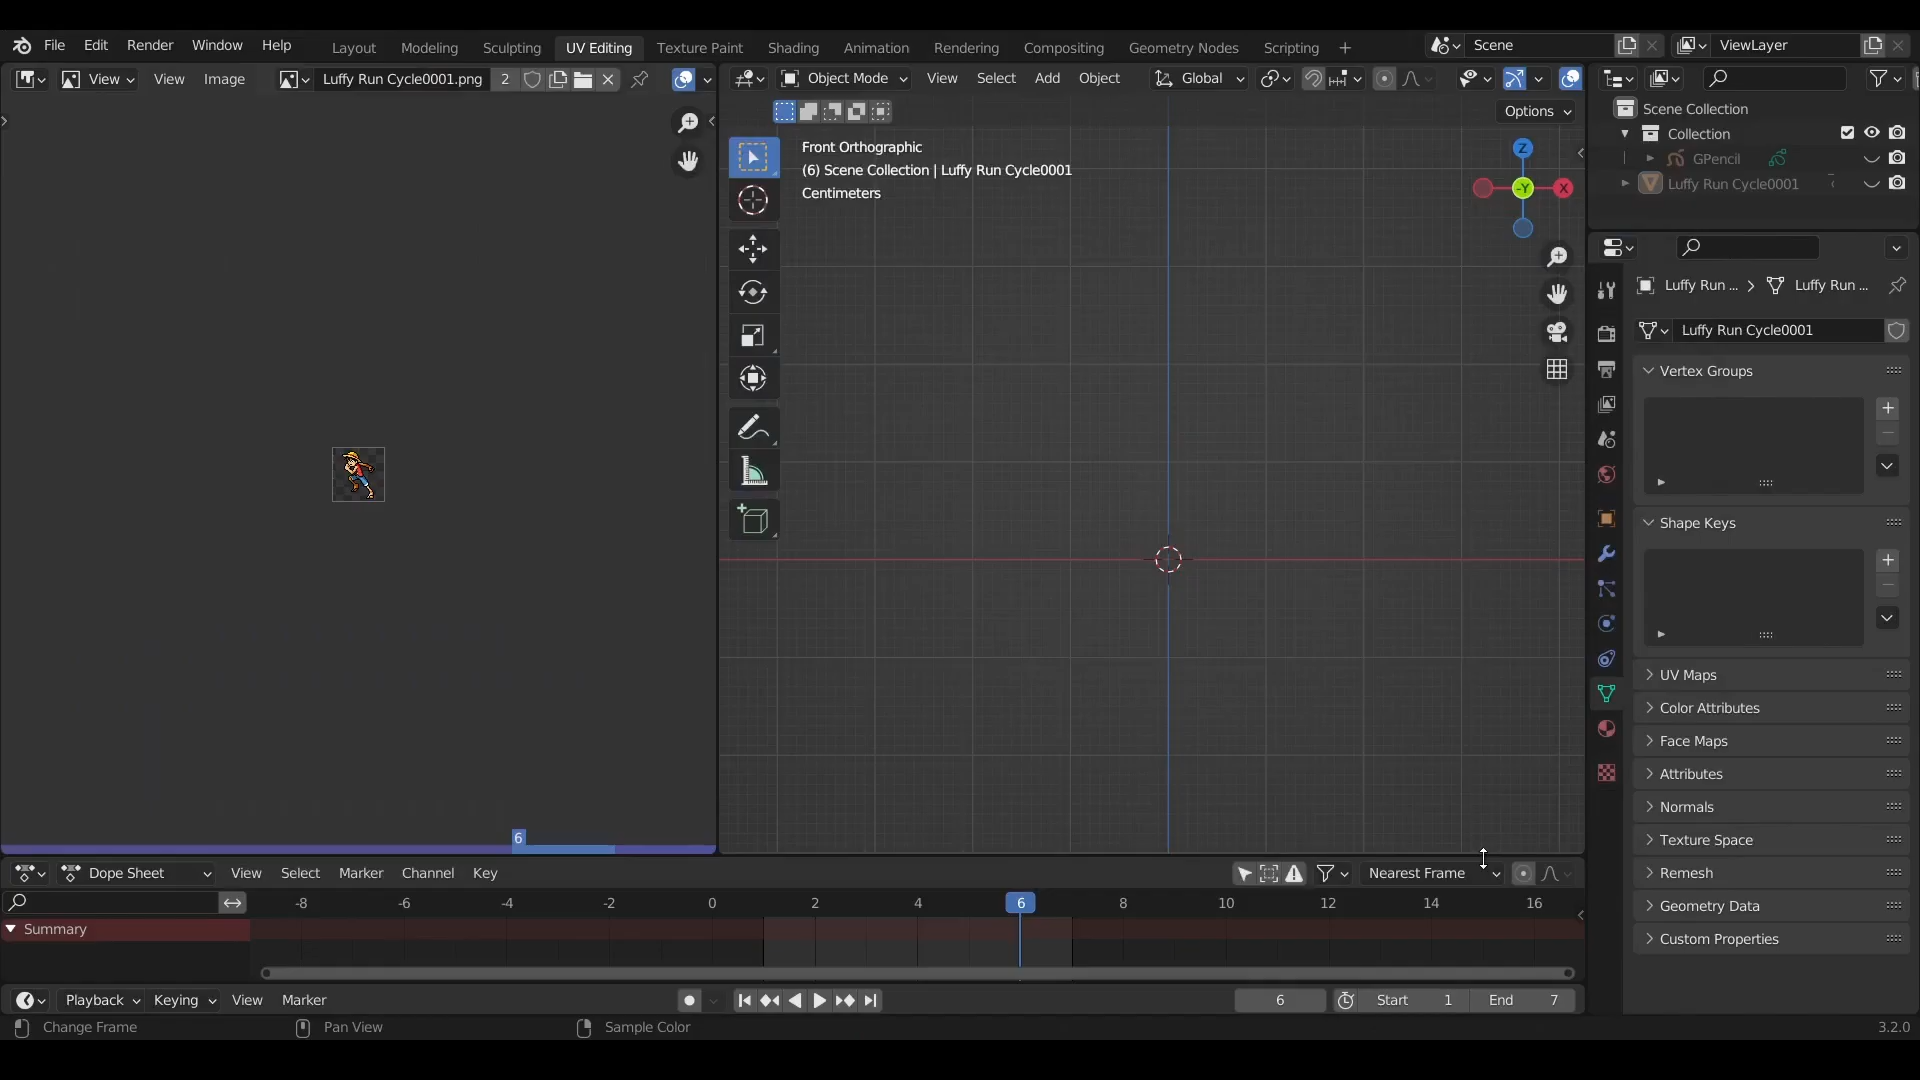 File Edit Render Window Help Layout Modeling Sculpting UV Editing Texture Paint Shading Animation Rendering Compositing Geometry Nodes Scripting + Scene ViewLayer
View View Image Luffy Run Cycle0001.png 2 Object Mode View Select Add Object Global
Options
Front Orthographic
(6) Scene Collection | Luffy Run Cycle0001
Centimeters
Z
-Y
X
Scene Collection
Collection
GPencil
Luffy Run Cycle0001
Luffy Run ... > Luffy Run ...
Luffy Run Cycle0001
Vertex Groups
Shape Keys
UV Maps
Color Attributes
Face Maps
Attributes
Normals
Texture Space
Remesh
Geometry Data
Custom Properties
6
Dope Sheet View Select Marker Channel Key Nearest Frame
-8 -6 -4 -2 0 2 4 6 8 10 12 14 16
Summary
Playback Keying View Marker 6 Start 1 End 7
Change Frame Pan View Sample Color 3.2.0